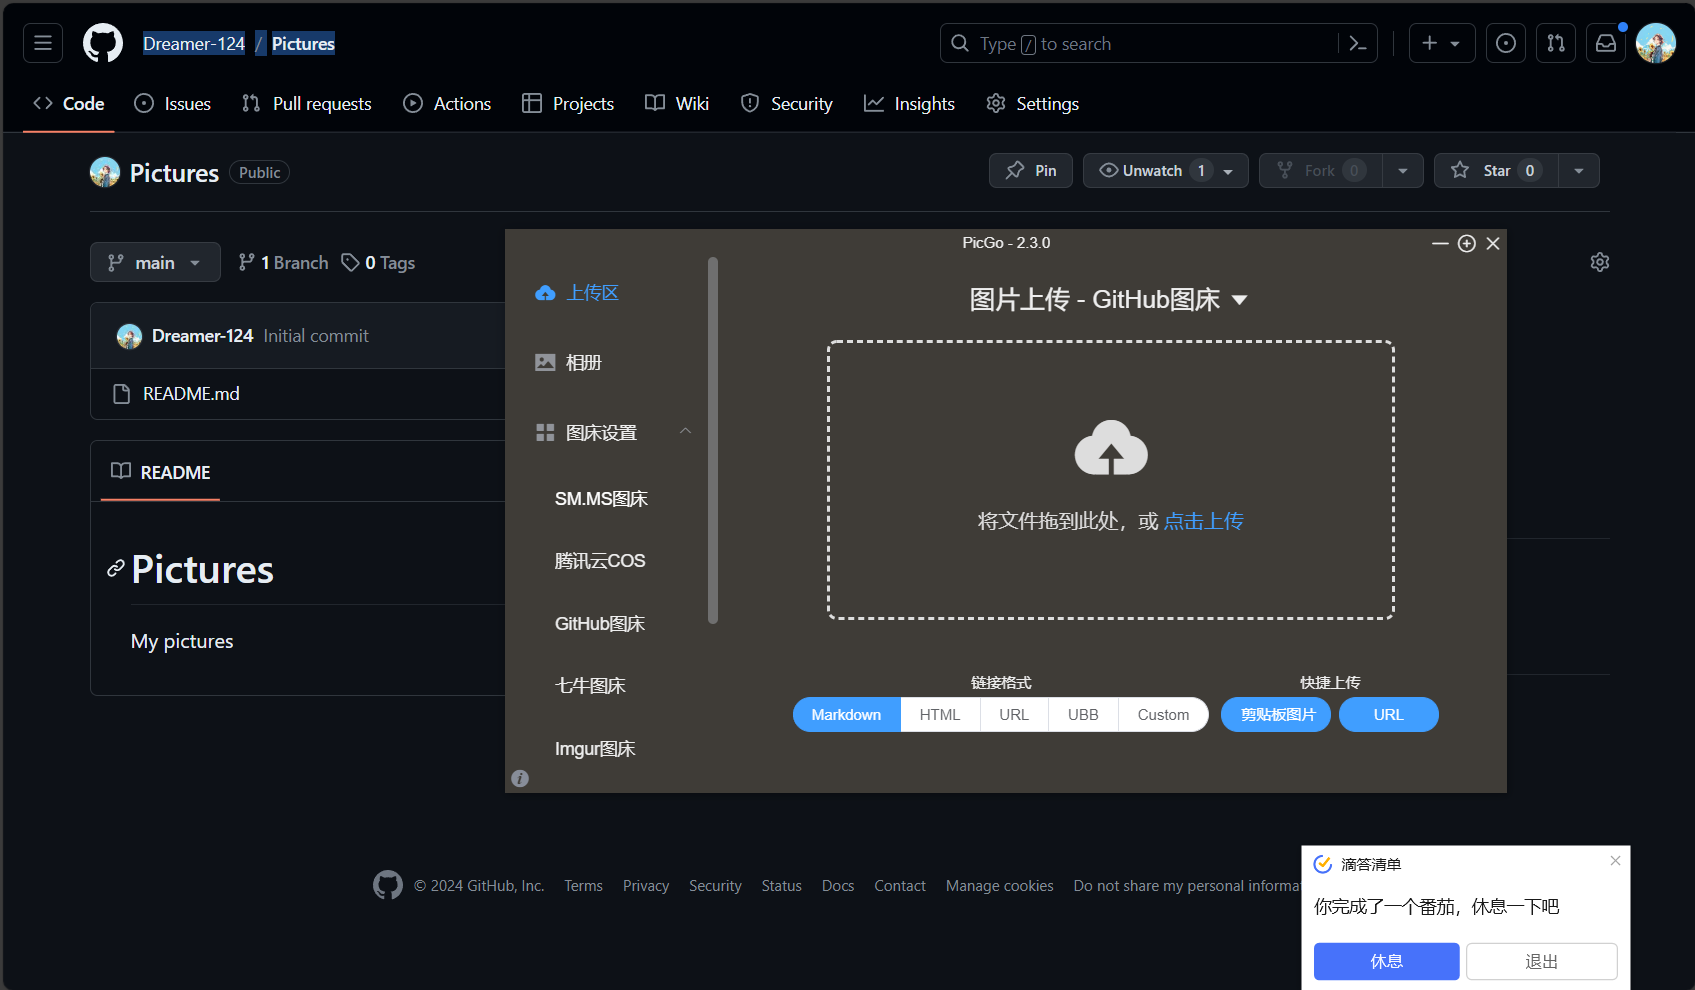 Dreamer-124 / Pictures
Type / to search
Code Issues Pull requests Actions Projects Wiki Security Insights Settings
Pictures Public
Pin Unwatch 1 Fork 0 Star 0
main 1 Branch 0 Tags
Dreamer-124 Initial commit
README.md
README
Pictures
My pictures
PicGo - 2.3.0
上传区
相册
图床设置
SM.MS图床
腾讯云COS
GitHub图床
七牛图床
Imgur图床
图片上传 - GitHub图床
将文件拖到此处，或 点击上传
链接格式 快捷上传
Markdown HTML URL UBB Custom 剪贴板图片 URL
© 2024 GitHub, Inc. Terms Privacy Security Status Docs Contact Manage cookies Do not share my personal informa
滴答清单
你完成了一个番茄，休息一下吧
休息 退出